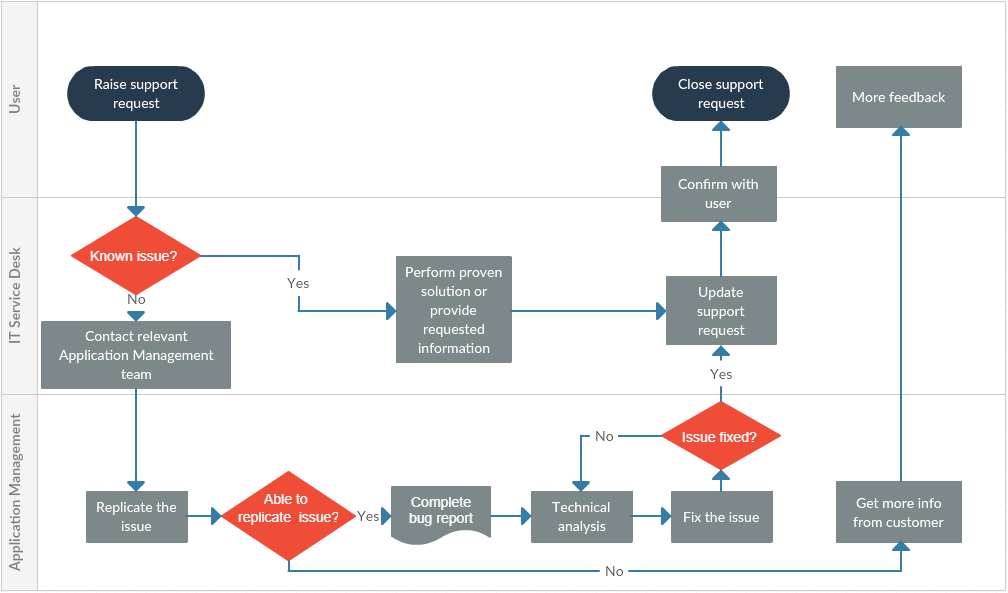 User
Raise support
request
Close support
request
More feedback
Confirm with
user
IT Service Desk
Known issue?
Yes
No
Perform proven
solution or
provide
requested
information
Update
support
request
Contact relevant
Application Management
team
Yes
Application Management
No
Issue fixed?
Replicate the
issue
Able to
replicate issue?
Yes
Complete
bug report
Technical
analysis
Fix the issue
Get more info
from customer
No